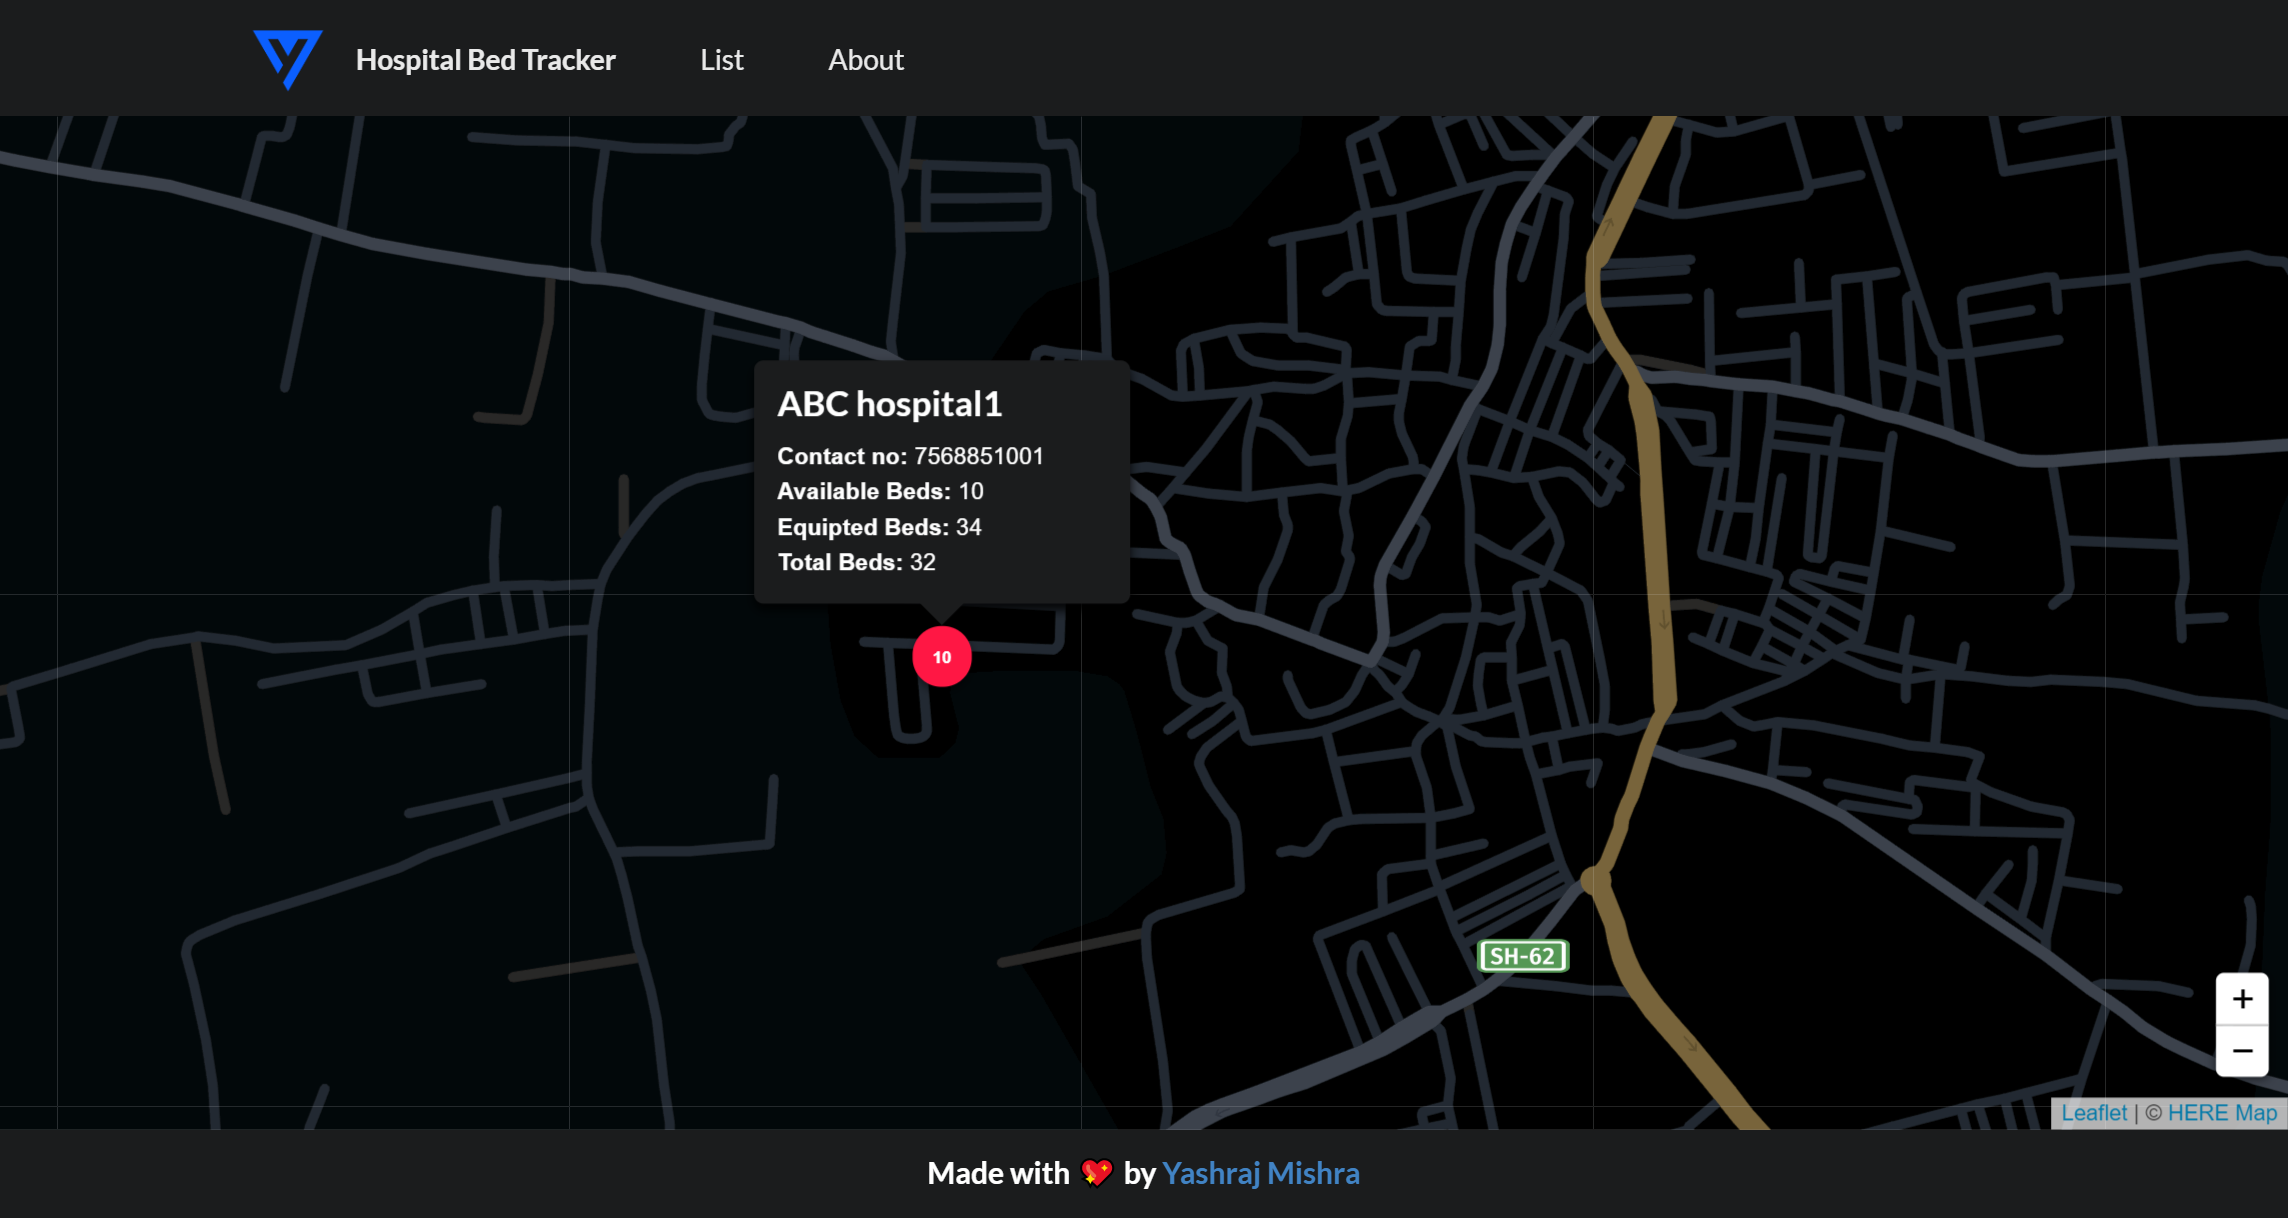 Hospital Bed Tracker List About
ABC hospital1
Contact no: 7568851001
Available Beds: 10
Equipted Beds: 34
Total Beds: 32
10
SH-62
+
−
Leaflet | © HERE Map
Made with 💖 by Yashraj Mishra